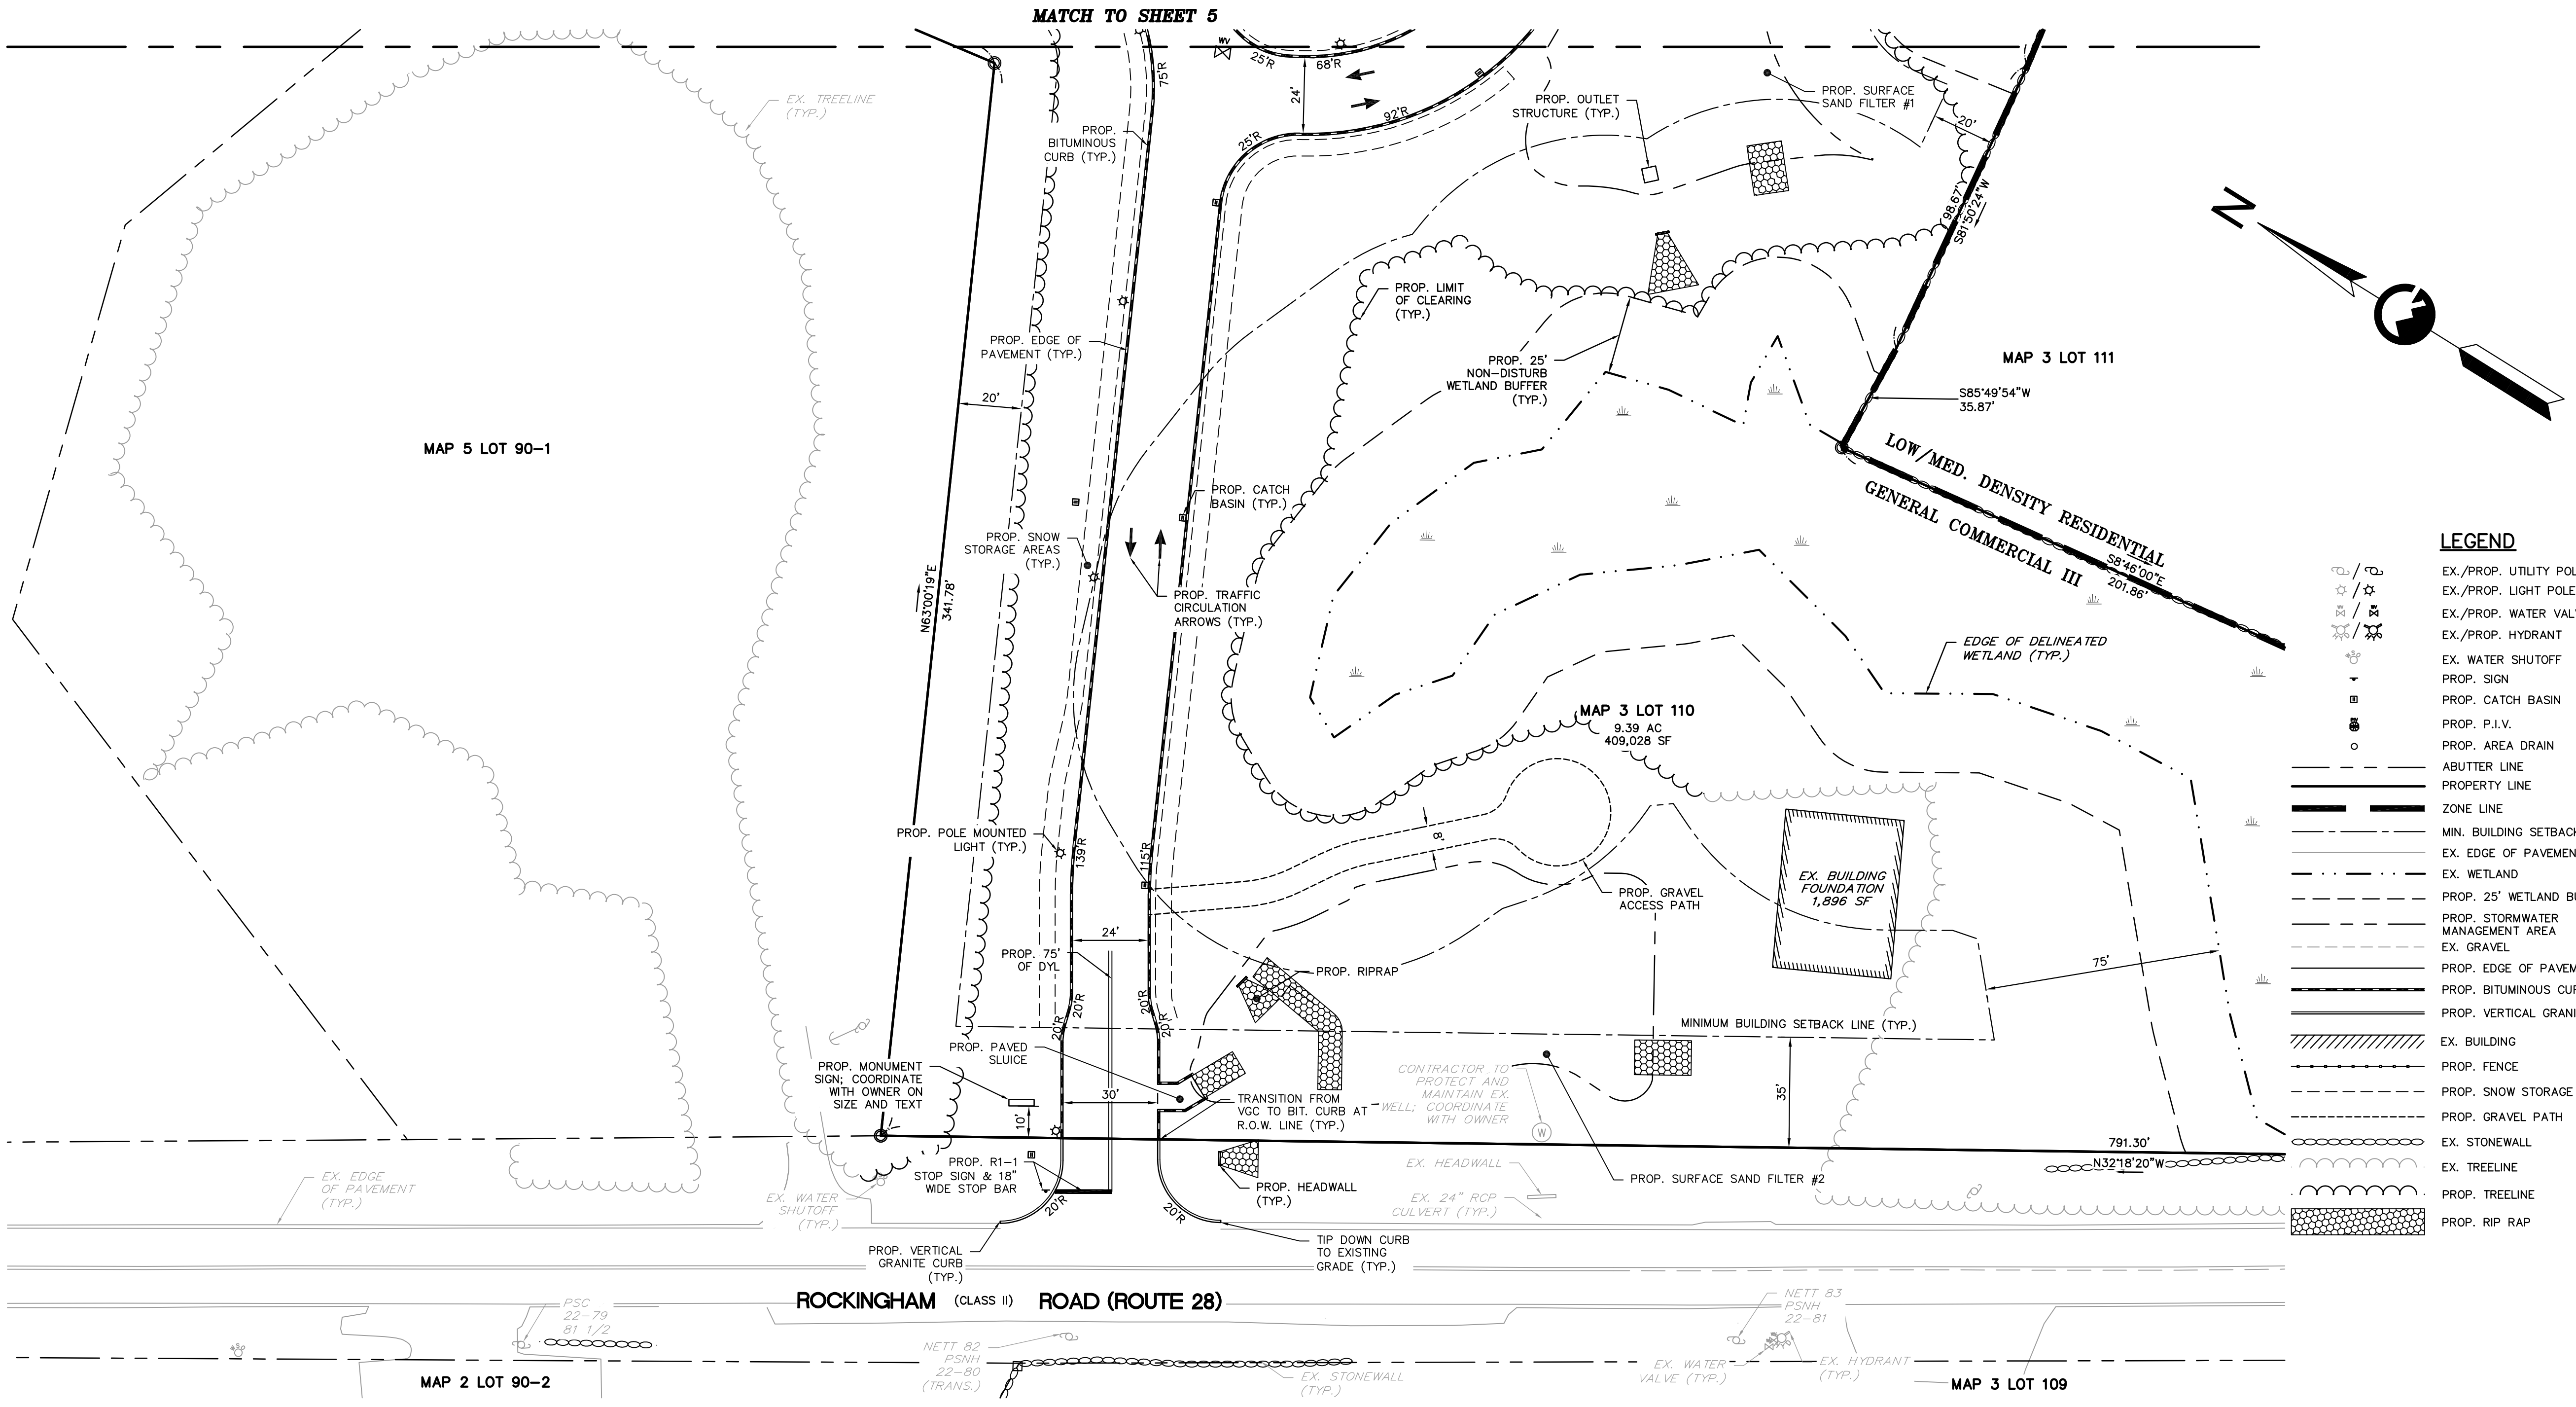 MATCH TO SHEET 5
EX. TREELINE
(TYP.)
PROP.
BITUMINOUS
CURB (TYP.)
75'R
WV
25'R
68'R
24'
92'R
25'R
PROP. OUTLET
STRUCTURE (TYP.)
PROP. SURFACE
SAND FILTER #1
20'
98.67'
S81°50'24"W
N
PROP. LIMIT
OF CLEARING
(TYP.)
PROP. EDGE OF
PAVEMENT (TYP.)
PROP. 25'
NON-DISTURB
WETLAND BUFFER
(TYP.)
MAP 3 LOT 111
S85°49'54"W
35.87'
20'
MAP 5 LOT 90-1
LOW/MED. DENSITY RESIDENTIAL
GENERAL COMMERCIAL III
S8°46'00"E
201.86'
PROP. CATCH
BASIN (TYP.)
PROP. SNOW
STORAGE AREAS
(TYP.)
N63°00'19"E
341.78'
PROP. TRAFFIC
CIRCULATION
ARROWS (TYP.)
EDGE OF DELINEATED
WETLAND (TYP.)
MAP 3 LOT 110
9.39 AC
409,028 SF
PROP. POLE MOUNTED
LIGHT (TYP.)
139'R
115'R
8'
PROP. GRAVEL
ACCESS PATH
EX. BUILDING
FOUNDATION
1,896 SF
24'
PROP. 75'
OF DYL
PROP. RIPRAP
75'
20'R
20'R
20'R
20'R
MINIMUM BUILDING SETBACK LINE (TYP.)
PROP. PAVED
SLUICE
PROP. MONUMENT
SIGN; COORDINATE
WITH OWNER ON
SIZE AND TEXT
10'
30'
TRANSITION FROM
VGC TO BIT. CURB AT
R.O.W. LINE (TYP.)
CONTRACTOR TO
PROTECT AND
MAINTAIN EX.
WELL; COORDINATE
WITH OWNER
W
35'
791.30'
N32°18'20"W
EX. EDGE
OF PAVEMENT
(TYP.)
EX. WATER
SHUTOFF
(TYP.)
PROP. R1-1
STOP SIGN & 18"
WIDE STOP BAR
20'R
20'R
PROP. HEADWALL
(TYP.)
EX. HEADWALL
EX. 24" RCP
CULVERT (TYP.)
PROP. SURFACE SAND FILTER #2
PROP. VERTICAL
GRANITE CURB
(TYP.)
TIP DOWN CURB
TO EXISTING
GRADE (TYP.)
ROCKINGHAM (CLASS II) ROAD (ROUTE 28)
PSC
22-79
81 1/2
NETT 82
PSNH
22-80
(TRANS.)
EX. STONEWALL
(TYP.)
NETT 83
PSNH
22-81
EX. WATER
VALVE (TYP.)
EX. HYDRANT
(TYP.)
MAP 2 LOT 90-2
MAP 3 LOT 109
LEGEND
EX./PROP. UTILITY POL
EX./PROP. LIGHT POLE
EX./PROP. WATER VAL
EX./PROP. HYDRANT
EX. WATER SHUTOFF
PROP. SIGN
PROP. CATCH BASIN
PROP. P.I.V.
PROP. AREA DRAIN
ABUTTER LINE
PROPERTY LINE
ZONE LINE
MIN. BUILDING SETBACK
EX. EDGE OF PAVEMEN
EX. WETLAND
PROP. 25' WETLAND BU
PROP. STORMWATER
MANAGEMENT AREA
EX. GRAVEL
PROP. EDGE OF PAVEM
PROP. BITUMINOUS CUR
PROP. VERTICAL GRANI
EX. BUILDING
PROP. FENCE
PROP. SNOW STORAGE
PROP. GRAVEL PATH
EX. STONEWALL
EX. TREELINE
PROP. TREELINE
PROP. RIP RAP